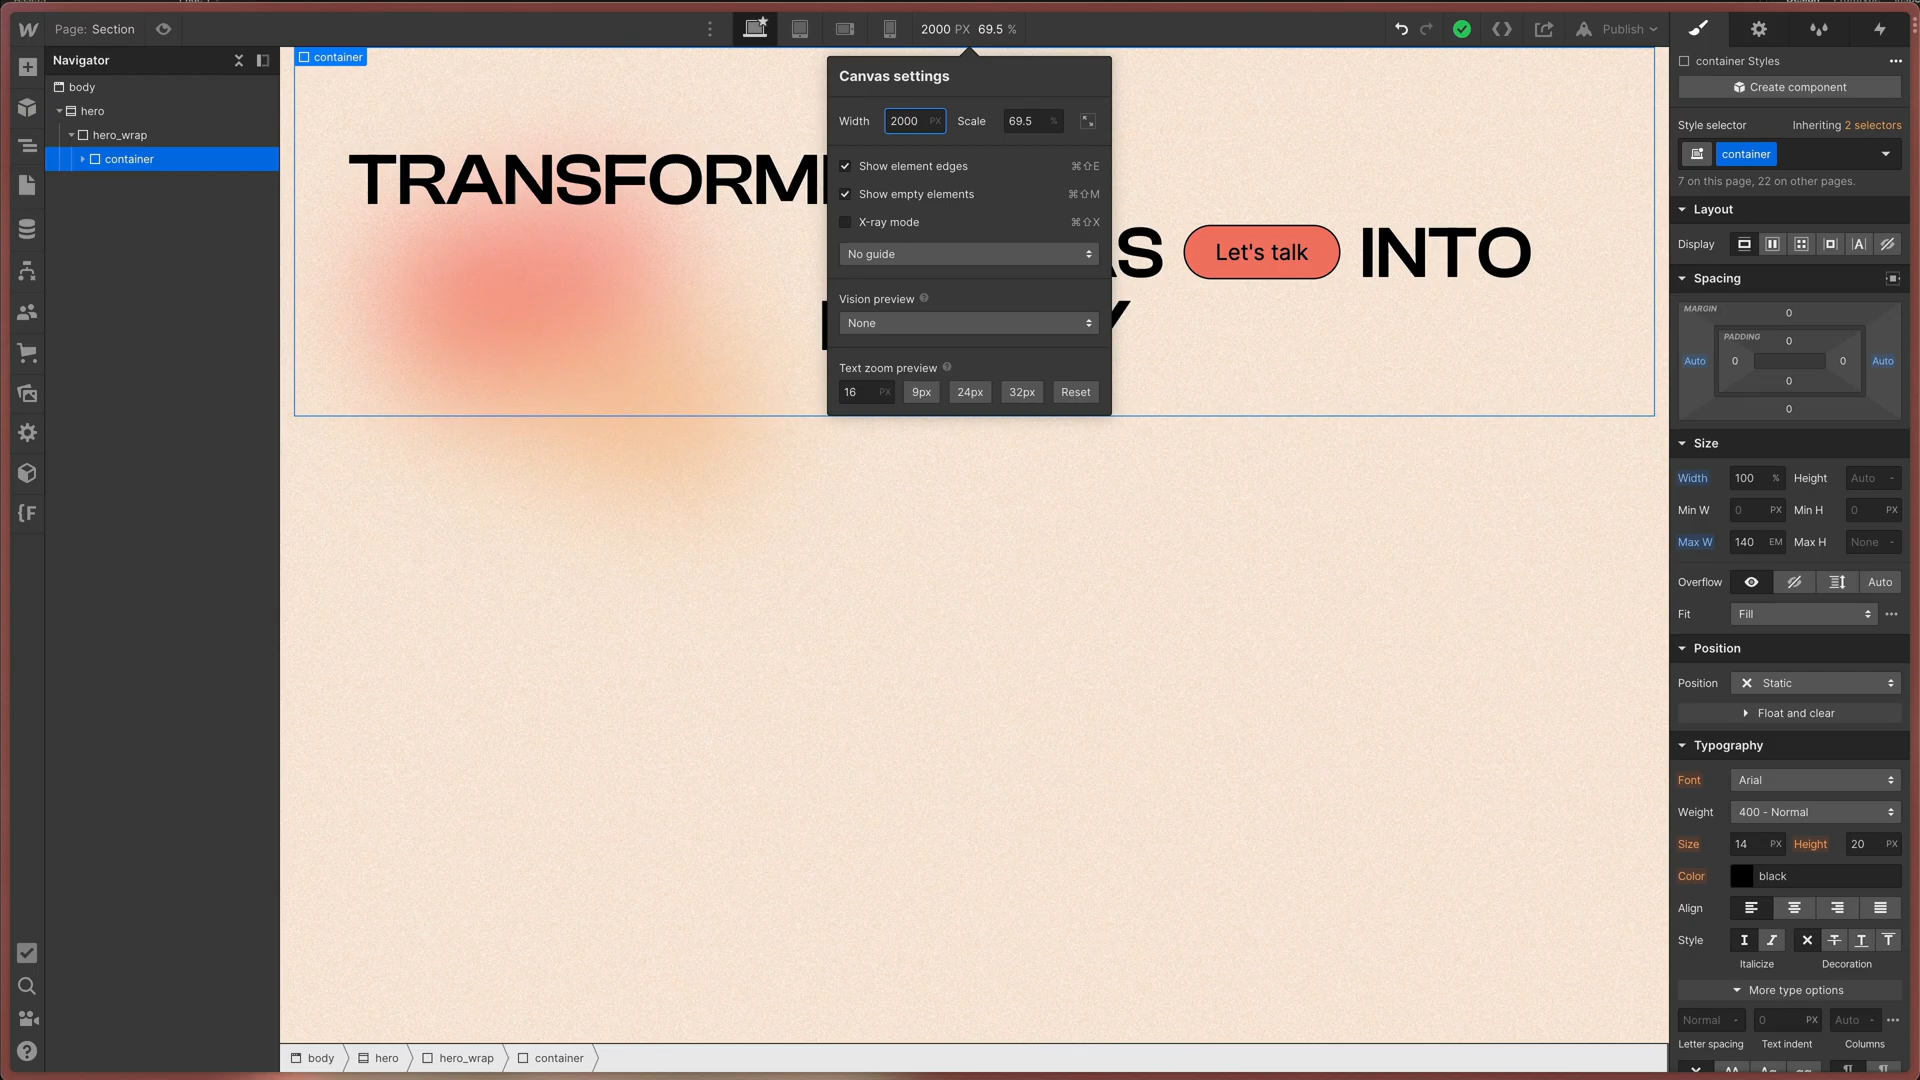 Page: Section
2000 PX 69.5 %
Publish
Navigator
body
hero
hero_wrap
container
container
TRANSFORM
AS
Let's talk
INTO
Canvas settings
Width 2000 PX Scale 69.5 %
Show element edges ⌘⇧E
Show empty elements ⌘⇧M
X-ray mode ⌘⇧X
No guide
Vision preview
None
Text zoom preview
16 PX 9px 24px 32px Reset
container Styles
Create component
Style selector Inheriting 2 selectors
container
7 on this page, 22 on other pages.
Layout
Display
Spacing
MARGIN
0
PADDING
0
Auto 0 0 Auto
0
0
Size
Width 100 % Height Auto -
Min W 0 PX Min H 0 PX
Max W 140 EM Max H None -
Overflow Auto
Fit Fill
Position
Position Static
Float and clear
Typography
Font Arial
Weight 400 - Normal
Size 14 PX Height 20 PX
Color black
Align
Style
Italicize Decoration
More type options
Normal - 0 PX Auto -
Letter spacing Text indent Columns
body hero hero_wrap container